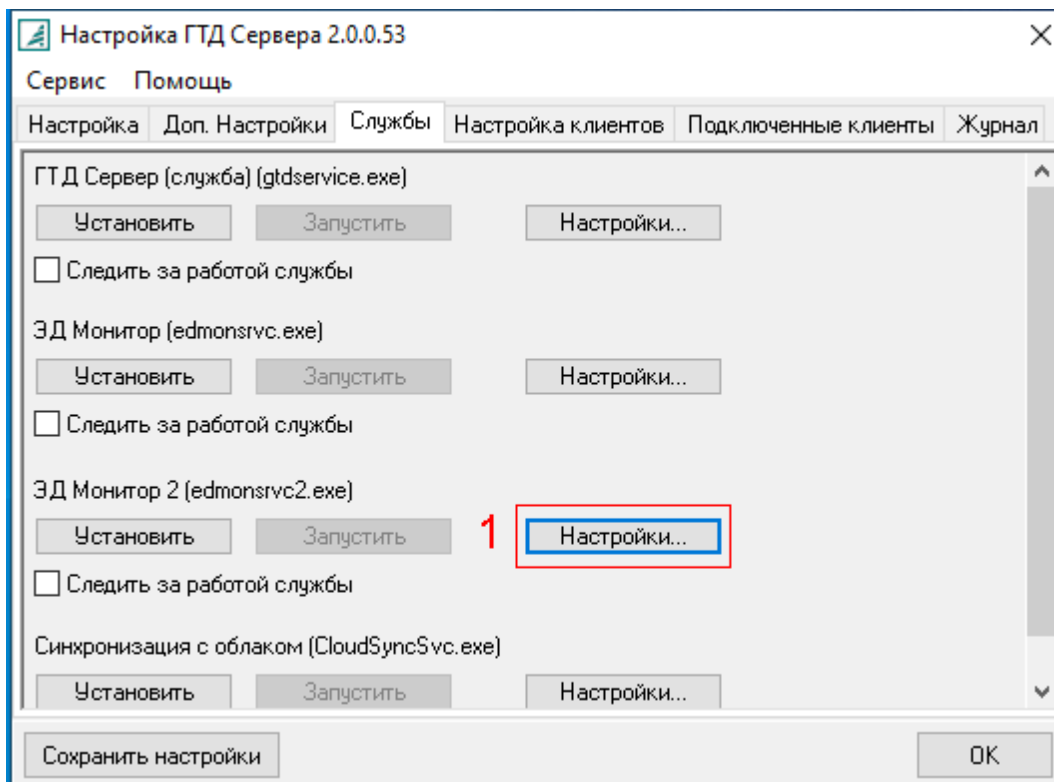 Настройка ГТД Сервера 2.0.0.53
Сервис Помощь
Настройка Доп. Настройки Службы Настройка клиентов Подключенные клиенты Журнал
ГТД Сервер (служба) (gtdservice.exe)
Установить Запустить Настройки...
Следить за работой службы
ЭД Монитор (edmonsrvc.exe)
Установить Запустить Настройки...
Следить за работой службы
ЭД Монитор 2 (edmonsrvc2.exe)
Установить Запустить 1 Настройки...
Следить за работой службы
Синхронизация с облаком (CloudSyncSvc.exe)
Установить Запустить Настройки...
Сохранить настройки OK